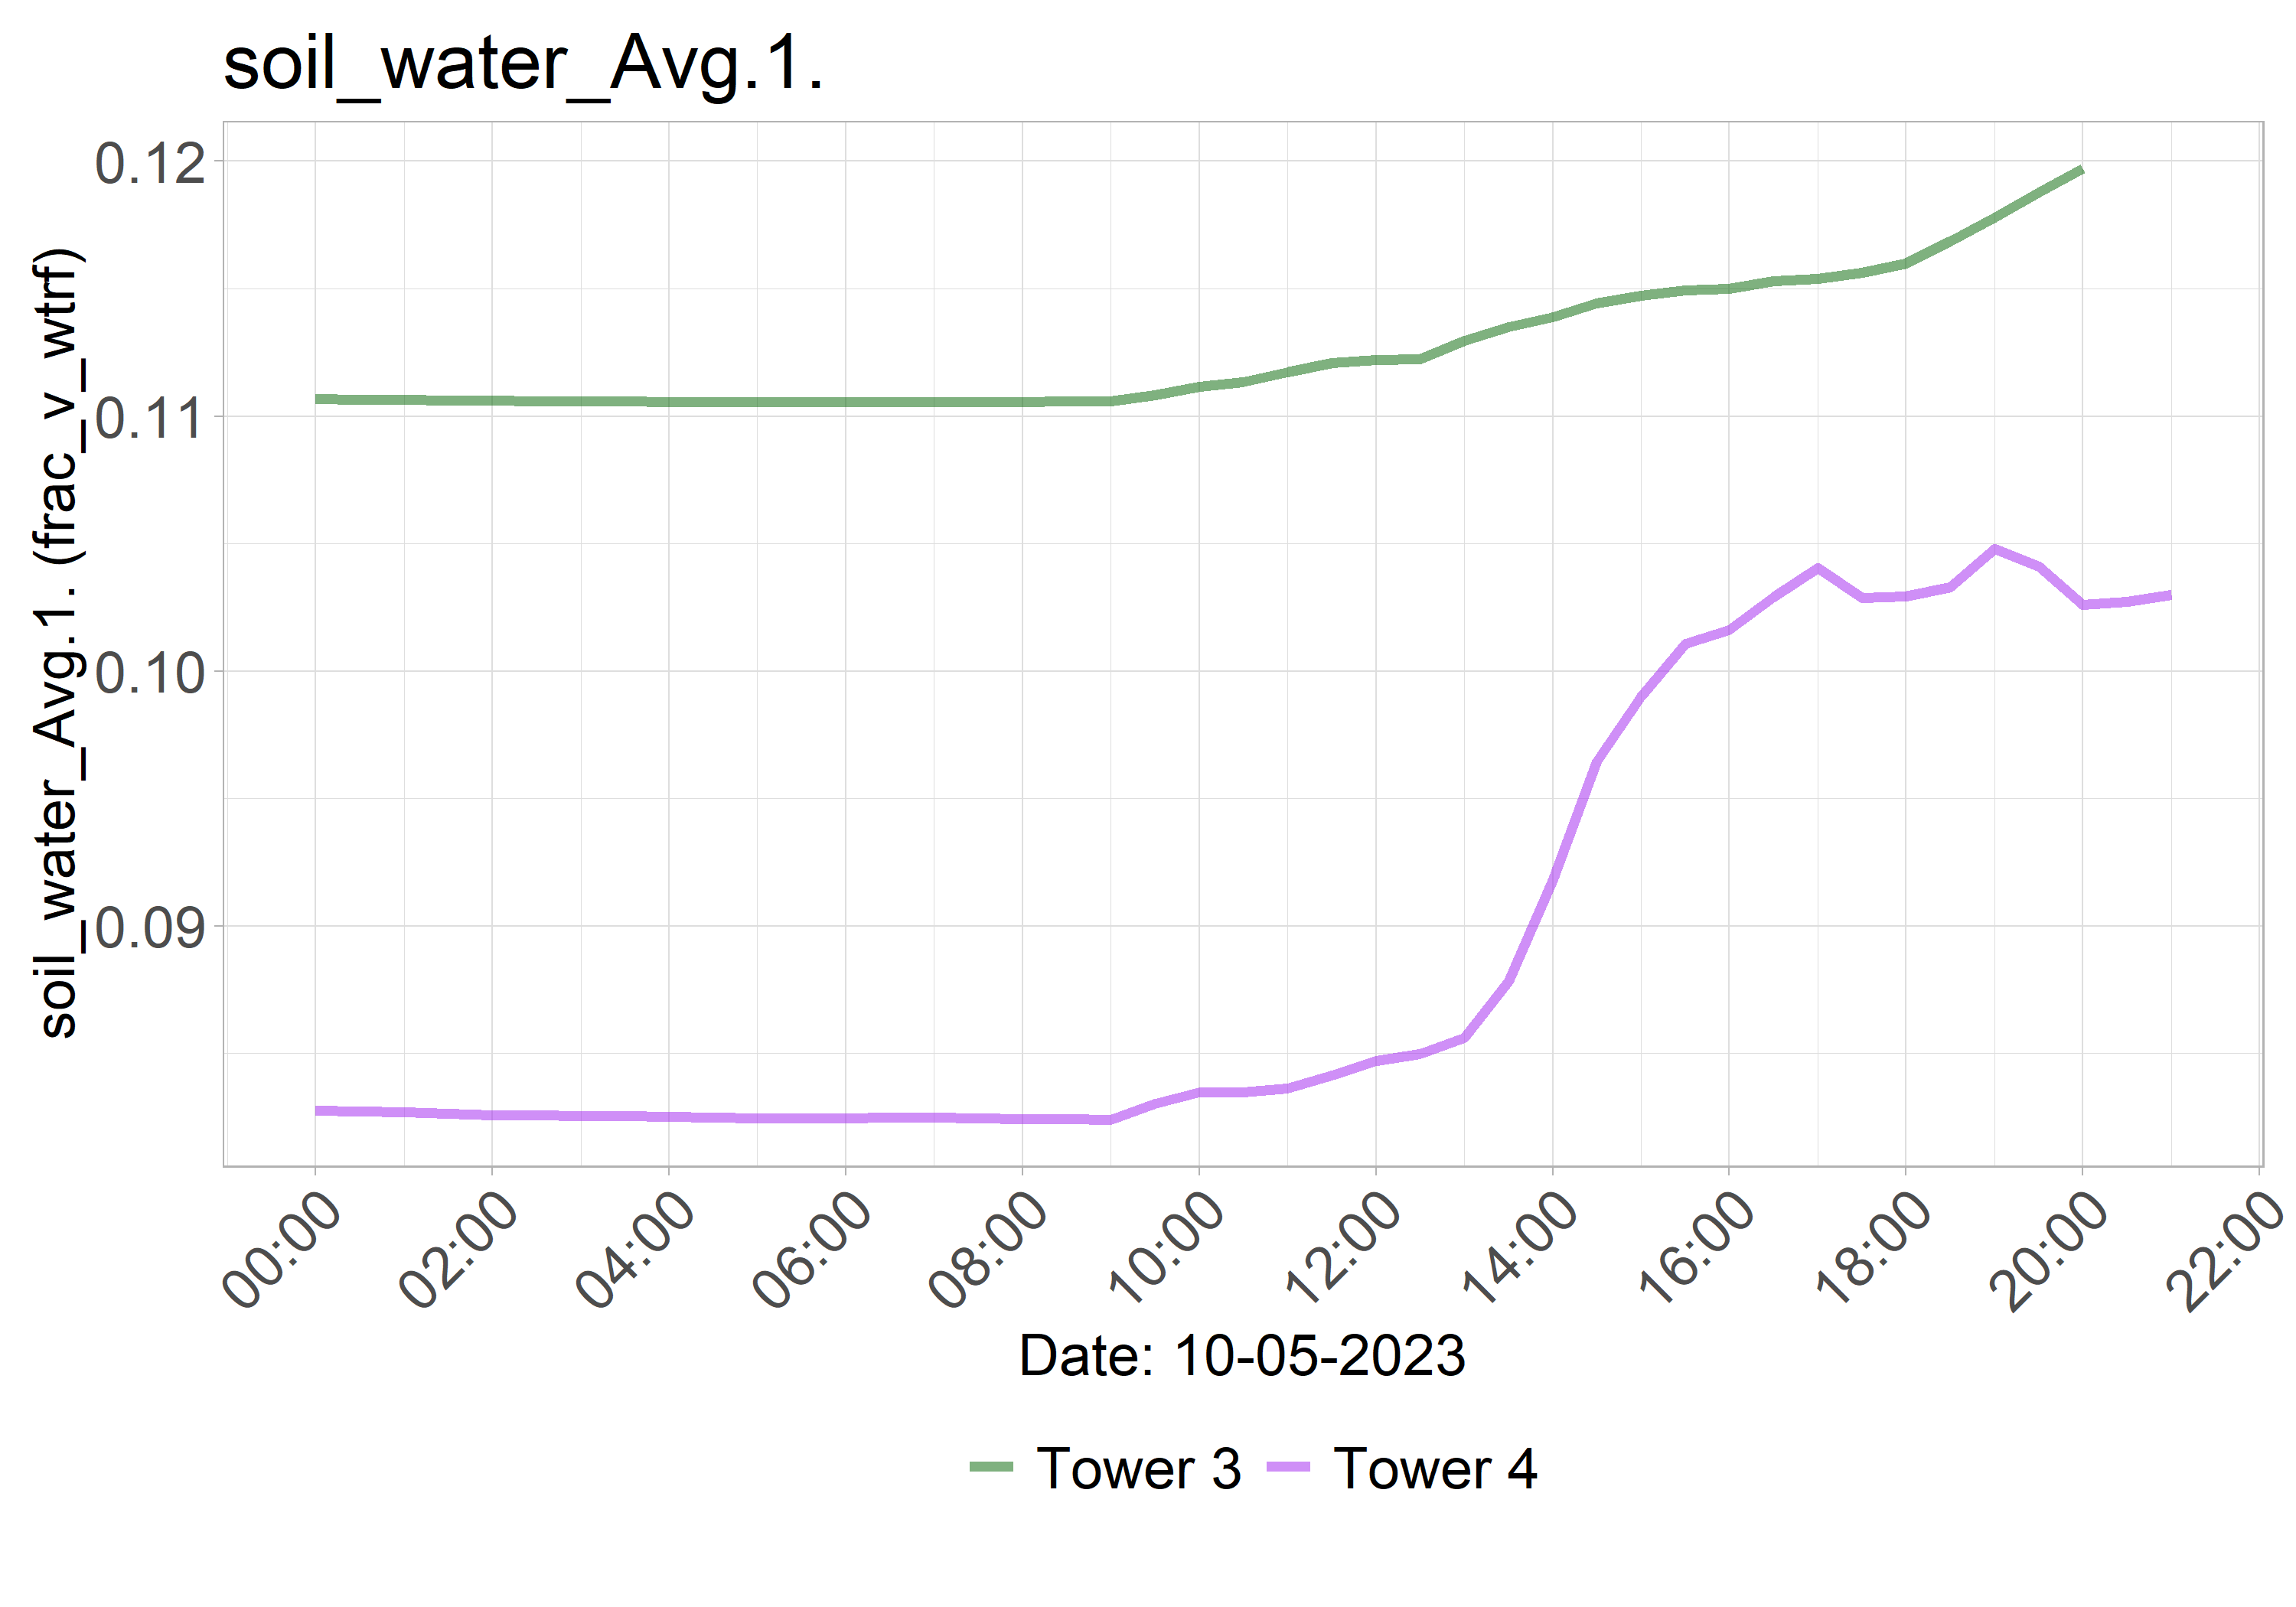 soil_water_Avg.1.
soil_water_Avg.1. (frac_v_wtrf)
0.12
0.11
0.10
0.09
00:00 02:00 04:00 06:00 08:00 10:00 12:00 14:00 16:00 18:00 20:00 22:00
Date: 10-05-2023
Tower 3 Tower 4